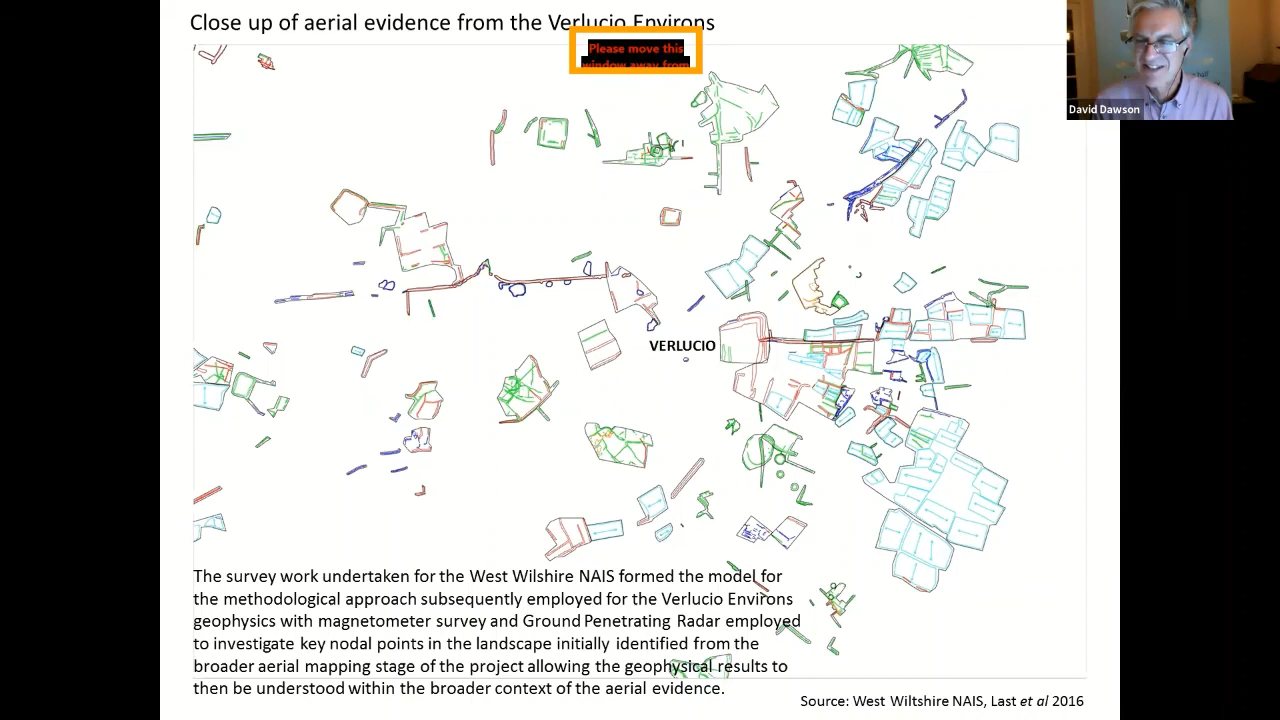 Close up of aerial evidence from the Verlucio Environs
Please move this
window away from
David Dawson
VERLUCIO
The survey work undertaken for the West Wilshire NAIS formed the model for
the methodological approach subsequently employed for the Verlucio Environs
geophysics with magnetometer survey and Ground Penetrating Radar employed
to investigate key nodal points in the landscape initially identified from the
broader aerial mapping stage of the project allowing the geophysical results to
then be understood within the broader context of the aerial evidence.
Source: West Wiltshire NAIS, Last et al 2016